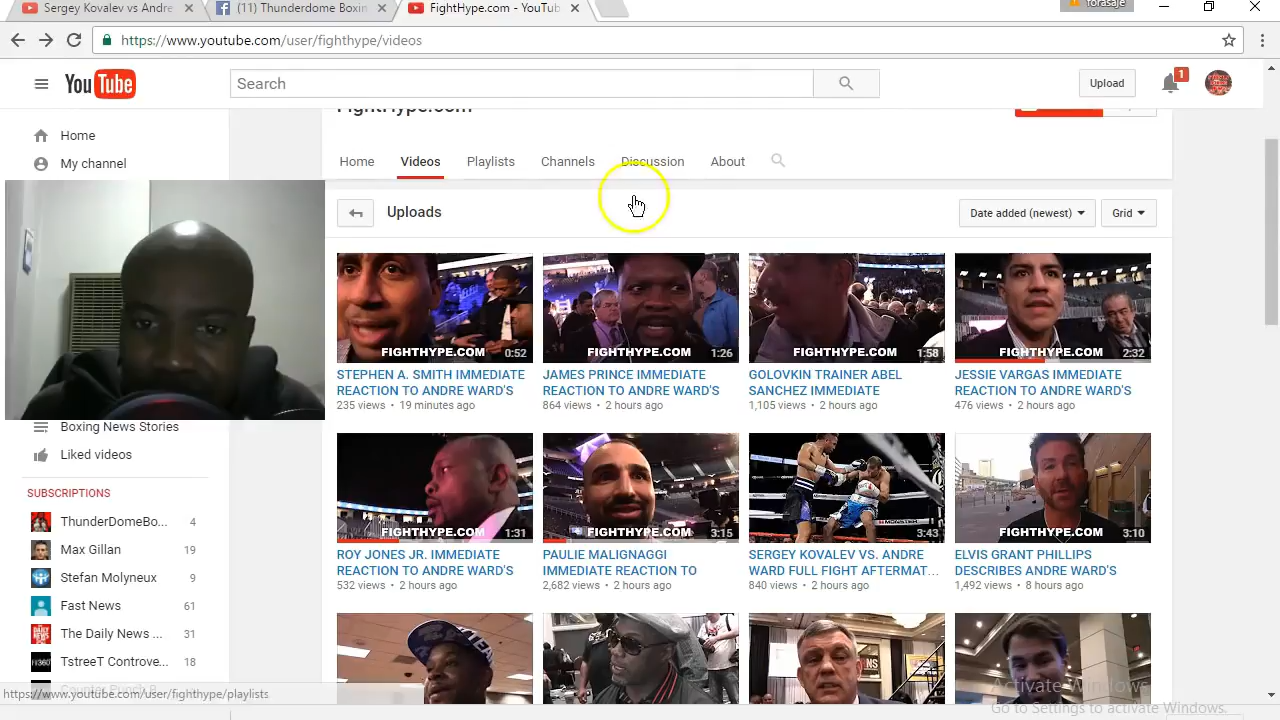 Sergey Kovalev vs Andre
(11) Thunderdome Boxin
FightHype.com - YouTub
forasaje
https://www.youtube.com/user/fighthype/videos
YouTube
Search
Upload
1
FightHype.com
Home
My channel
Home Videos Playlists Channels Discussion About
Uploads
Date added (newest)
Grid
FIGHTHYPE.COM 0:52
FIGHTHYPE.COM 1:26
FIGHTHYPE.COM 1:58
FIGHTHYPE.COM 2:32
STEPHEN A. SMITH IMMEDIATE
REACTION TO ANDRE WARD'S
235 views • 19 minutes ago
JAMES PRINCE IMMEDIATE
REACTION TO ANDRE WARD'S
864 views • 2 hours ago
GOLOVKIN TRAINER ABEL
SANCHEZ IMMEDIATE
1,105 views • 2 hours ago
JESSIE VARGAS IMMEDIATE
REACTION TO ANDRE WARD'S
476 views • 2 hours ago
Boxing News Stories
Liked videos
SUBSCRIPTIONS
ThunderDomeBo... 4
Max Gillan 19
Stefan Molyneux 9
Fast News 61
The Daily News ... 31
TstreeT Controve... 18
FIGHTHYPE.COM 1:31
FIGHTHYPE.COM 3:15
3:43
FIGHTHYPE.COM 3:10
ROY JONES JR. IMMEDIATE
REACTION TO ANDRE WARD'S
532 views • 2 hours ago
PAULIE MALIGNAGGI
IMMEDIATE REACTION TO
2,682 views • 2 hours ago
SERGEY KOVALEV VS. ANDRE
WARD FULL FIGHT AFTERMAT...
840 views • 2 hours ago
ELVIS GRANT PHILLIPS
DESCRIBES ANDRE WARD'S
1,492 views • 8 hours ago
https://www.youtube.com/user/fighthype/playlists
Activate Windows
Go to Settings to activate Windows.